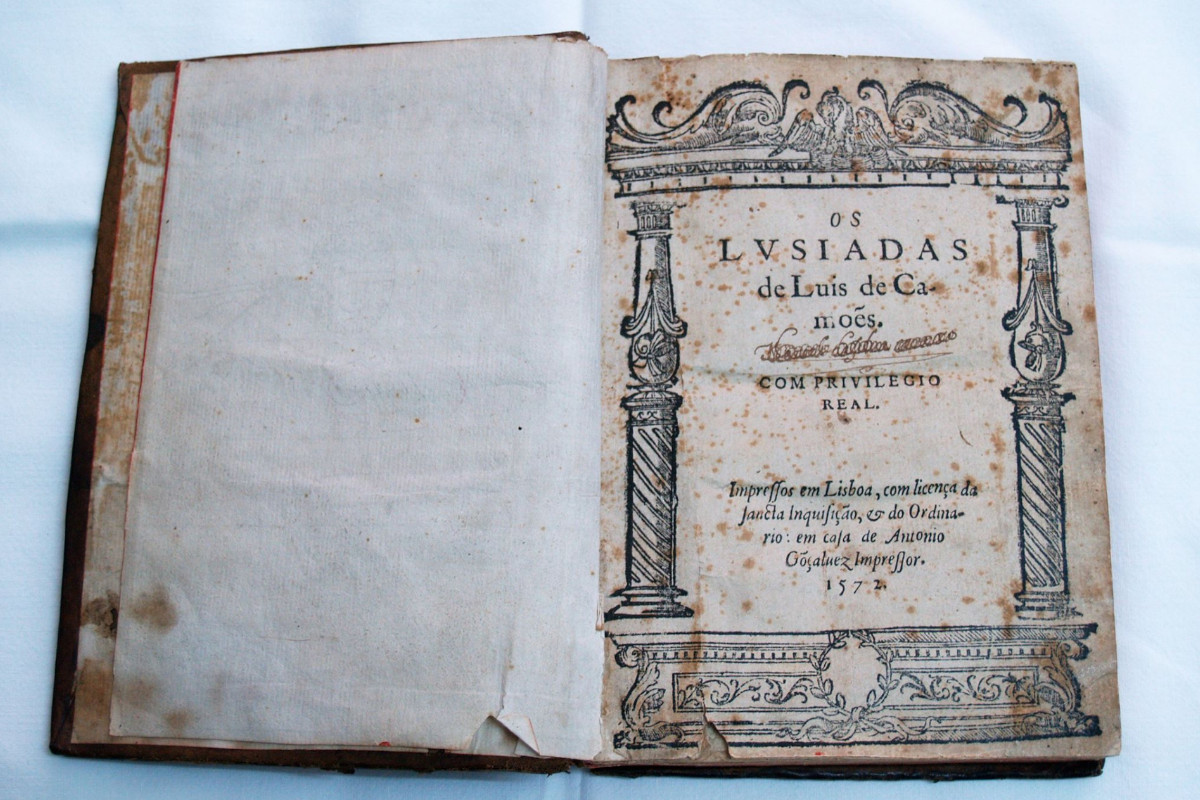 OS
LVSIADAS
de Luis de Ca-
mões.
COM PRIVILEGIO
REAL.
Impreſſos em Lisboa, com licença da
ſancta Inquiſição, & do Ordina-
rio: em caſa de Antonio
Gõçaluez Impreſſor.
1572.